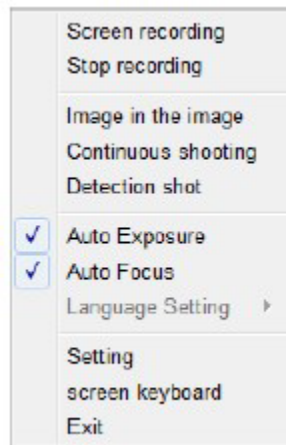 Screen recording
Stop recording
Image in the image
Continuous shooting
Detection shot
Auto Exposure
Auto Focus
Language Setting
Setting
screen keyboard
Exit